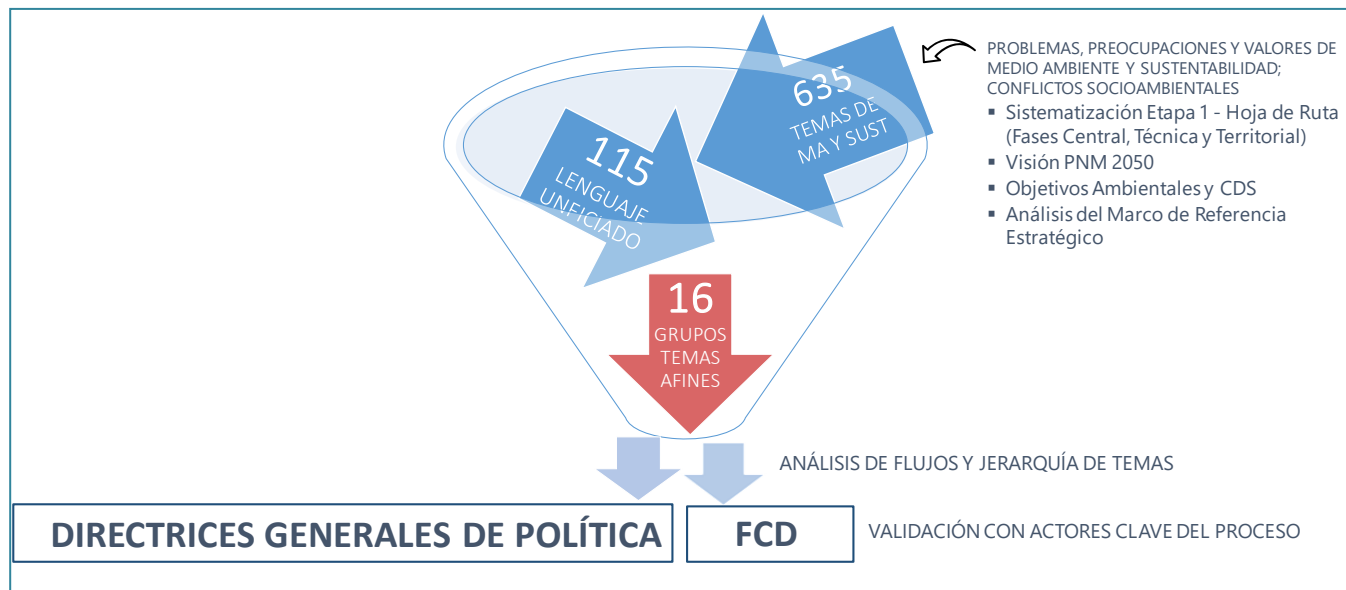 635
TEMAS DE
MA Y SUST
115
LENGUAJE
UNFICIADO
16
GRUPOS
TEMAS
AFINES
PROBLEMAS, PREOCUPACIONES Y VALORES DE
MEDIO AMBIENTE Y SUSTENTABILIDAD;
CONFLICTOS SOCIOAMBIENTALES
▪ Sistematización Etapa 1 - Hoja de Ruta
(Fases Central, Técnica y Territorial)
▪ Visión PNM 2050
▪ Objetivos Ambientales y CDS
▪ Análisis del Marco de Referencia
Estratégico
ANÁLISIS DE FLUJOS Y JERARQUÍA DE TEMAS
DIRECTRICES GENERALES DE POLÍTICA
FCD
VALIDACIÓN CON ACTORES CLAVE DEL PROCESO